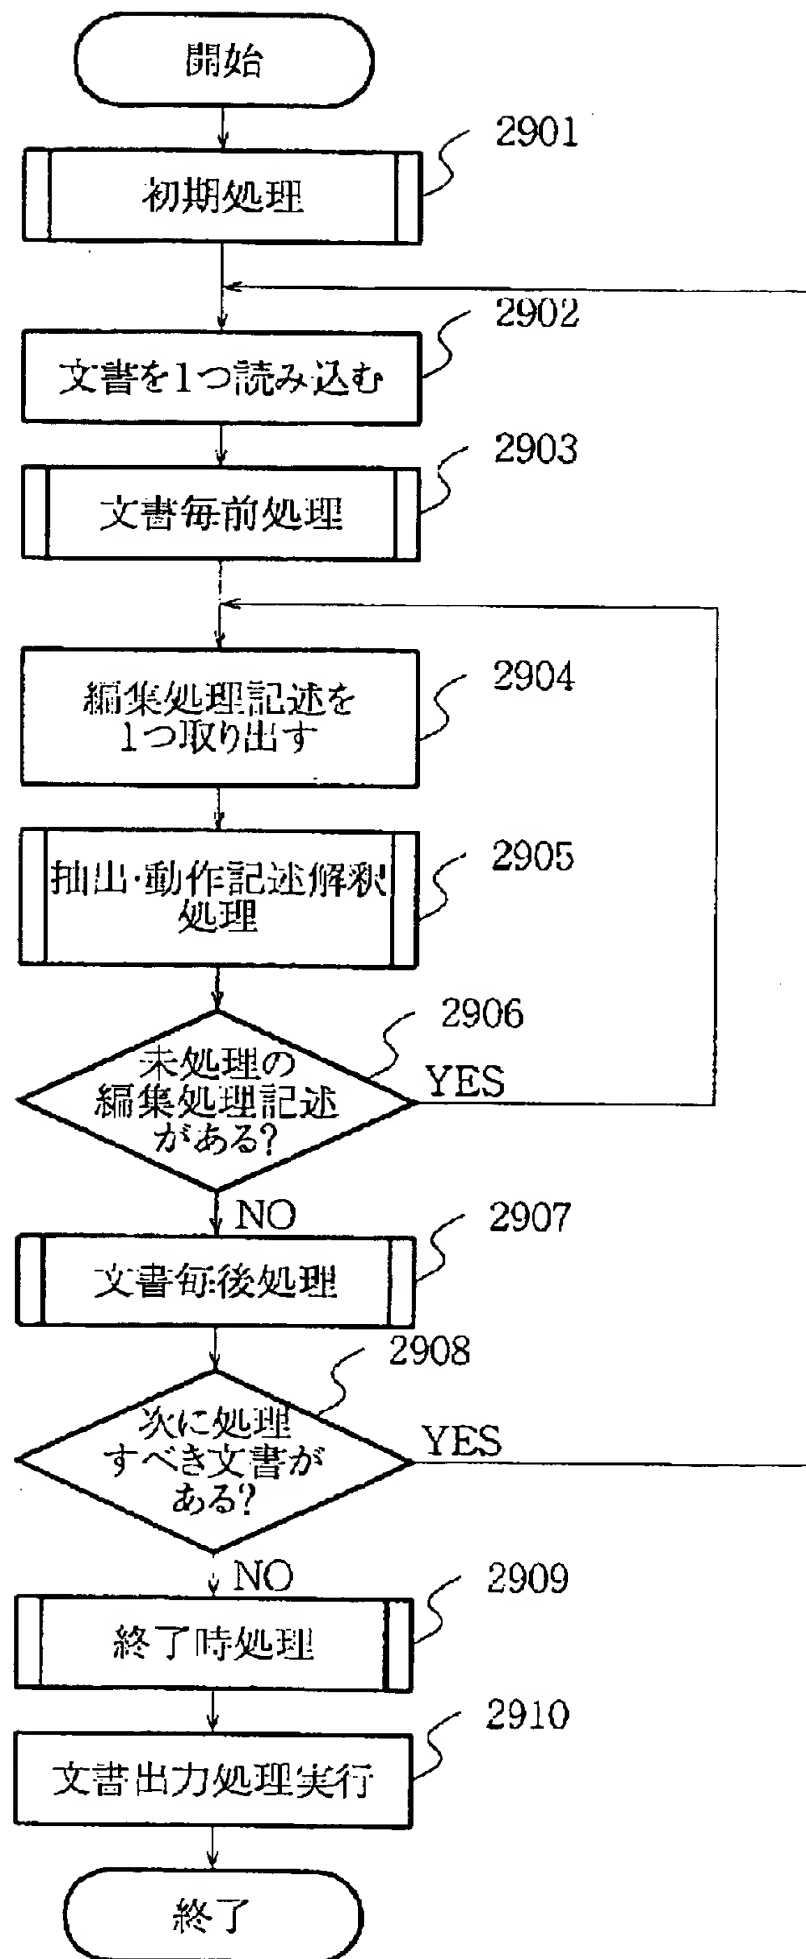 開始
2901
初期処理
2902
文書を1つ読み込む
2903
文書毎前処理
2904
編集処理記述を
1つ取り出す
2905
抽出・動作記述解釈
処理
2906
未処理の
編集処理記述
がある?
YES
NO
2907
文書毎後処理
2908
次に処理
すべき文書が
ある?
YES
NO
2909
終了時処理
2910
文書出力処理実行
終了